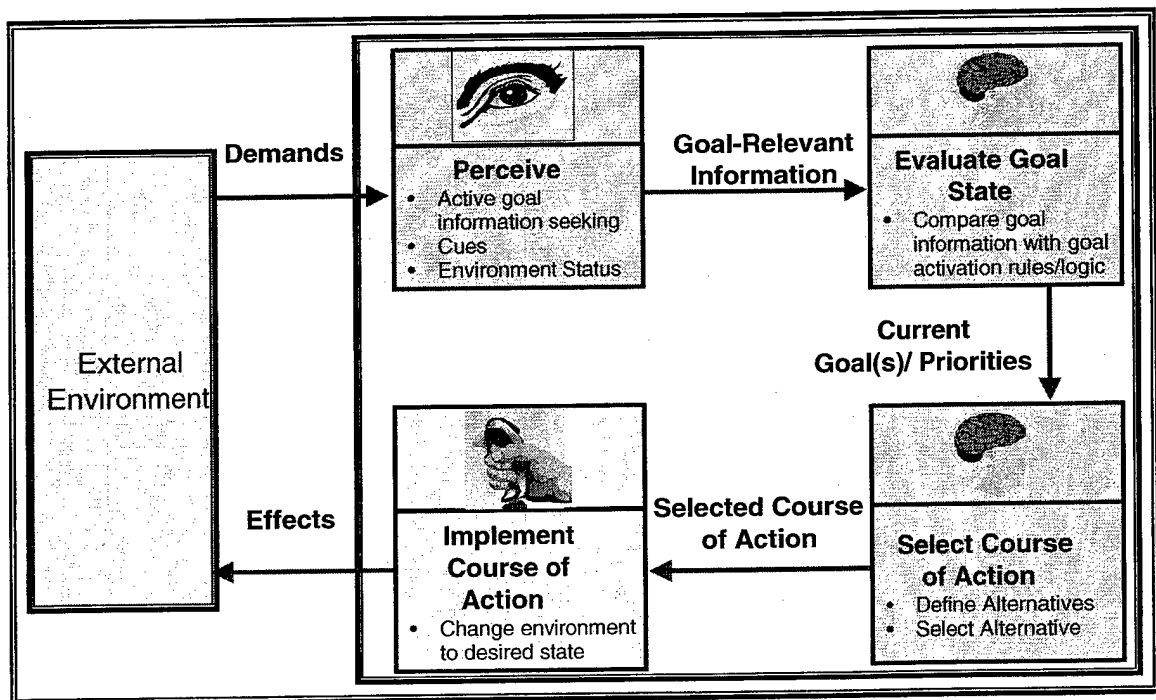 Demands
Perceive
• Active goal
information seeking
• Cues
• Environment Status
Goal-Relevant
Information
Evaluate Goal
State
• Compare goal
information with goal
activation rules/logic
External
Environment
Current
Goal(s)/ Priorities
Select Course
of Action
• Define Alternatives
• Select Alternative
Selected Course
of Action
Implement
Course of
Action
• Change environment
to desired state
Effects